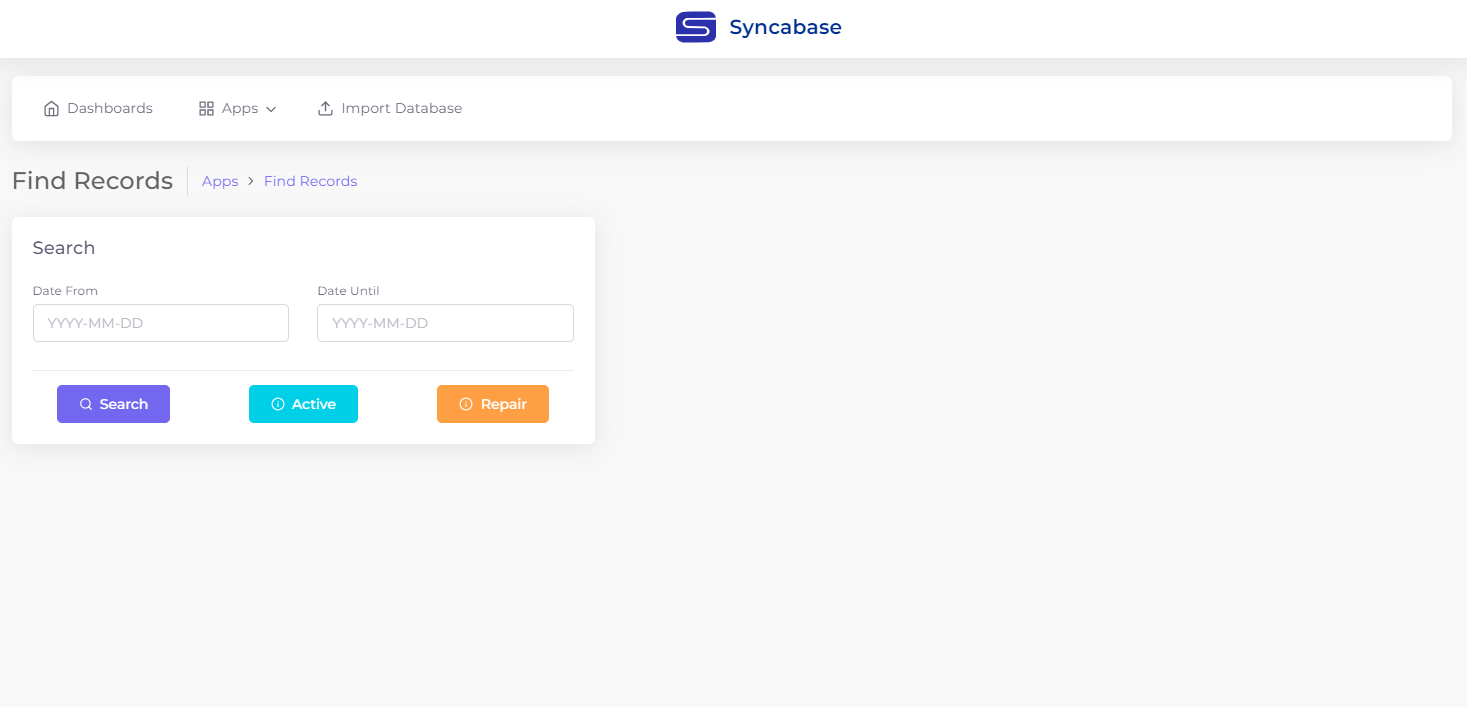 Syncabase
Dashboards Apps Import Database
Find Records Apps > Find Records
Search
Date From Date Until
YYYY-MM-DD YYYY-MM-DD
Search Active Repair